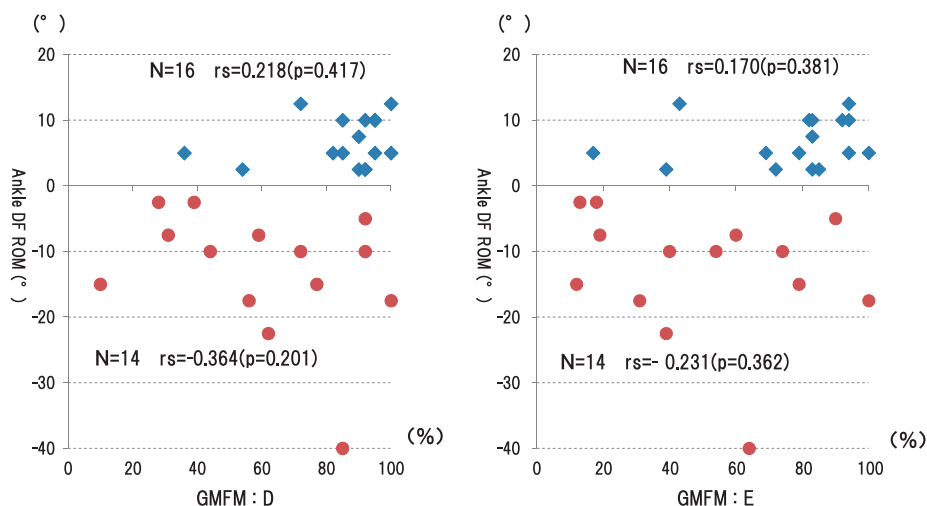 (°)
20
10
0
-10
-20
-30
-40
Ankle DF ROM(°)
N=16 rs=0.218(p=0.417)
N=14 rs=-0.364(p=0.201)
(%)
0 20 40 60 80 100
GMFM : D
(°)
20
10
0
-10
-20
-30
-40
Ankle DF ROM(°)
N=16 rs=0.170(p=0.381)
N=14 rs=- 0.231(p=0.362)
(%)
0 20 40 60 80 100
GMFM : E